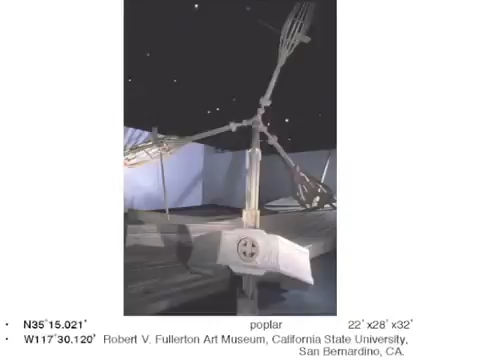 • N35°15.021' poplar 22' x28' x32'
• W117°30.120' Robert V. Fullerton Art Museum, California State University,
San Bernardino, CA.